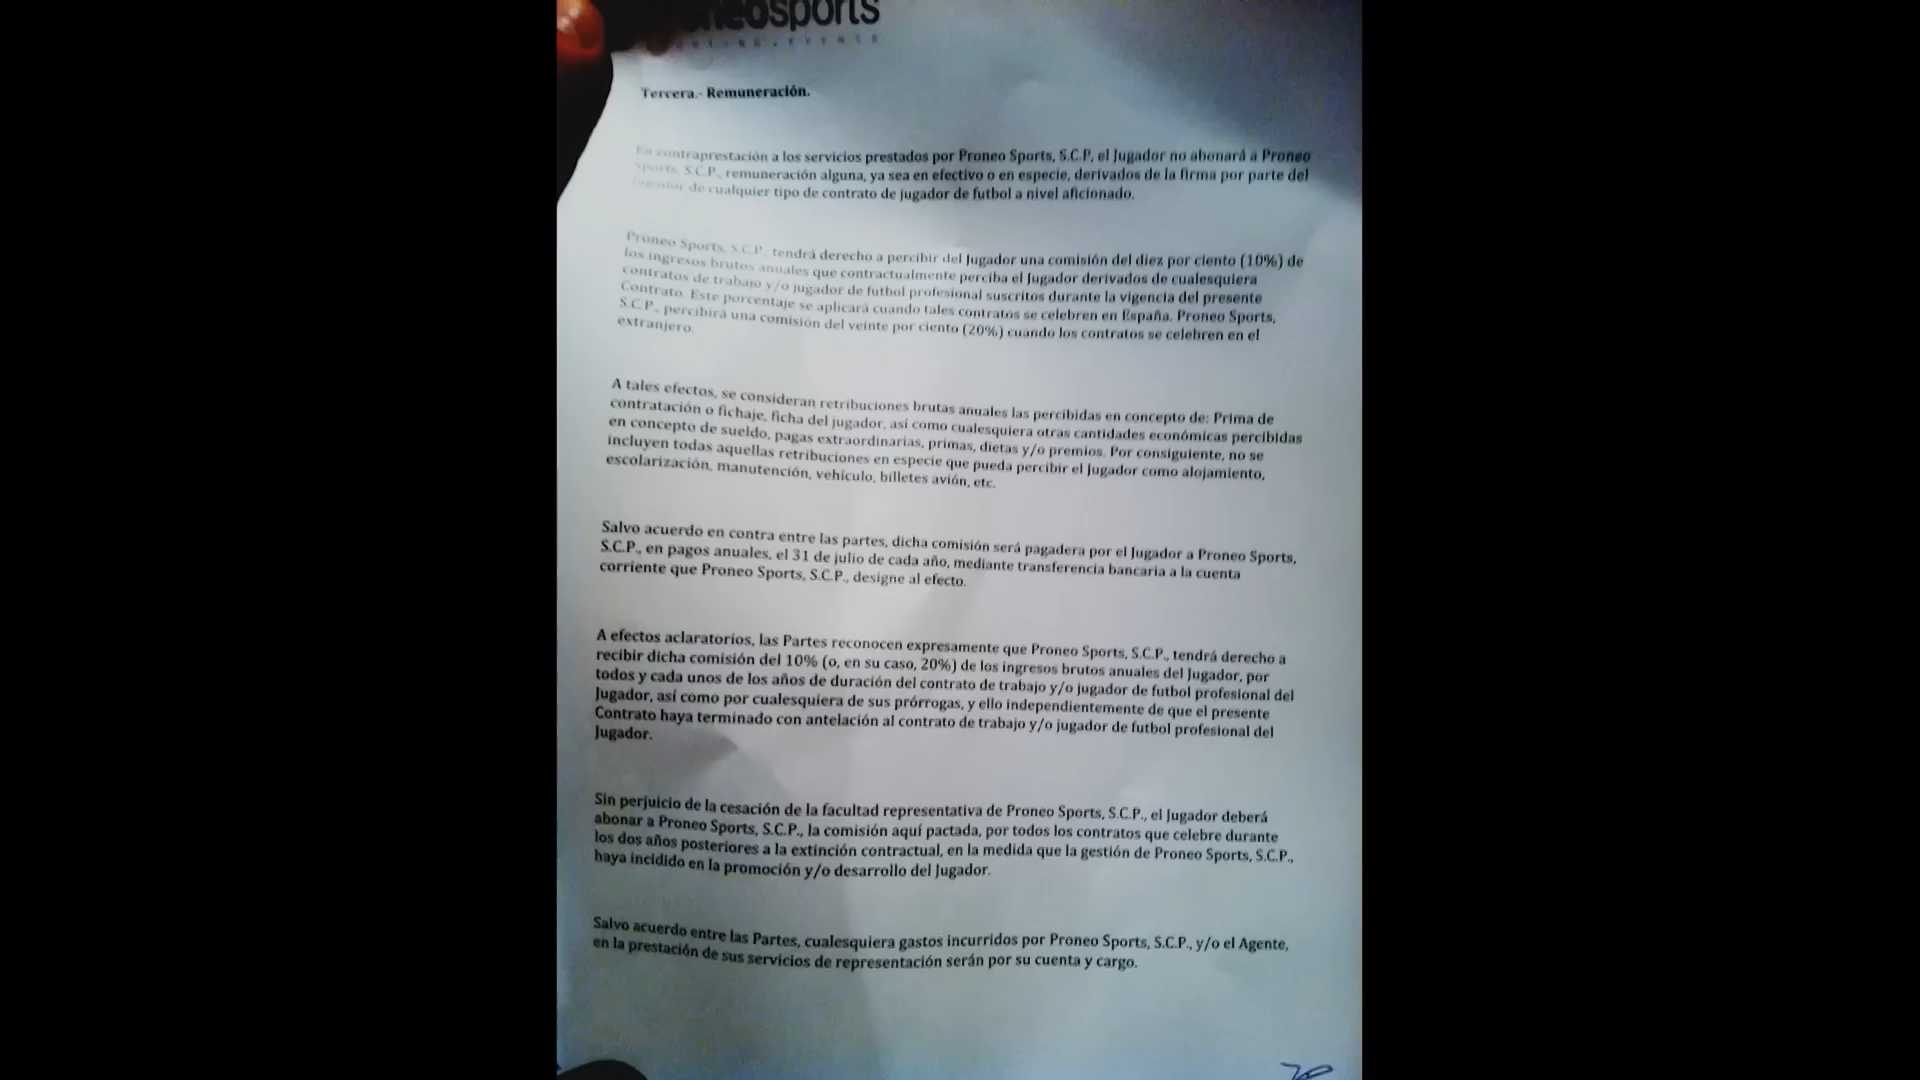 neosports
Tercera.- Remuneración.
En contraprestación a los servicios prestados por Proneo Sports, S.C.P, el Jugador no abonará a Proneo
Sports, S.C.P., remuneración alguna, ya sea en efectivo o en especie, derivados de la firma por parte del
Jugador de cualquier tipo de contrato de jugador de futbol a nivel aficionado.
Proneo Sports, S.C.P., tendrá derecho a percibir del Jugador una comisión del diez por ciento (10%) de
los ingresos brutos anuales que contractualmente perciba el Jugador derivados de cualesquiera
contratos de trabajo y/o jugador de futbol profesional suscritos durante la vigencia del presente
Contrato. Este porcentaje se aplicará cuando tales contratos se celebren en España. Proneo Sports,
S.C.P., percibirá una comisión del veinte por ciento (20%) cuando los contratos se celebren en el
extranjero.
A tales efectos, se consideran retribuciones brutas anuales las percibidas en concepto de: Prima de
contratación o fichaje, ficha del jugador, así como cualesquiera otras cantidades económicas percibidas
en concepto de sueldo, pagas extraordinarias, primas, dietas y/o premios. Por consiguiente, no se
incluyen todas aquellas retribuciones en especie que pueda percibir el Jugador como alojamiento,
escolarización, manutención, vehículo, billetes avión, etc.
Salvo acuerdo en contra entre las partes, dicha comisión será pagadera por el Jugador a Proneo Sports,
S.C.P., en pagos anuales, el 31 de julio de cada año, mediante transferencia bancaria a la cuenta
corriente que Proneo Sports, S.C.P., designe al efecto.
A efectos aclaratorios, las Partes reconocen expresamente que Proneo Sports, S.C.P., tendrá derecho a
recibir dicha comisión del 10% (o, en su caso, 20%) de los ingresos brutos anuales del Jugador, por
todos y cada unos de los años de duración del contrato de trabajo y/o jugador de futbol profesional del
Jugador, así como por cualesquiera de sus prórrogas, y ello independientemente de que el presente
Contrato haya terminado con antelación al contrato de trabajo y/o jugador de futbol profesional del
Jugador.
Sin perjuicio de la cesación de la facultad representativa de Proneo Sports, S.C.P., el Jugador deberá
abonar a Proneo Sports, S.C.P., la comisión aquí pactada, por todos los contratos que celebre durante
los dos años posteriores a la extinción contractual, en la medida que la gestión de Proneo Sports, S.C.P.,
haya incidido en la promoción y/o desarrollo del Jugador.
Salvo acuerdo entre las Partes, cualesquiera gastos incurridos por Proneo Sports, S.C.P., y/o el Agente,
en la prestación de sus servicios de representación serán por su cuenta y cargo.